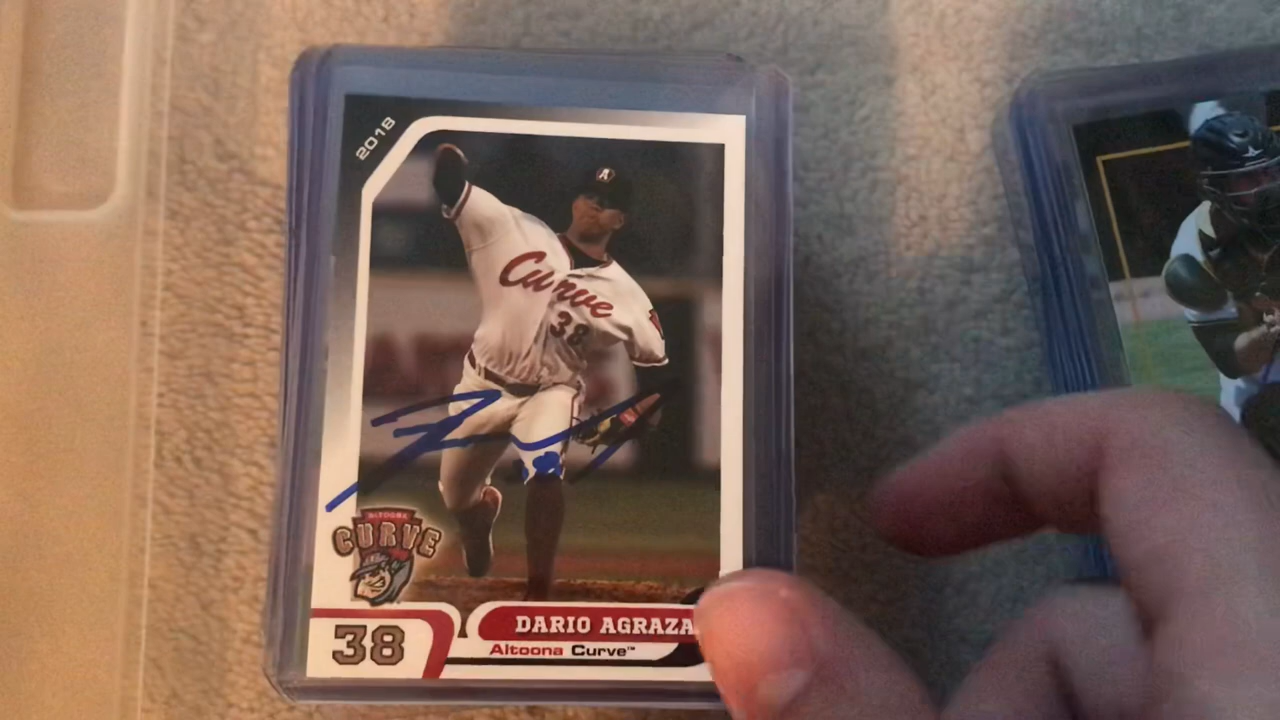 2018
A
Curve
38
ALTOONA
CURVE
38
DARIO AGRAZA
Altoona Curve™